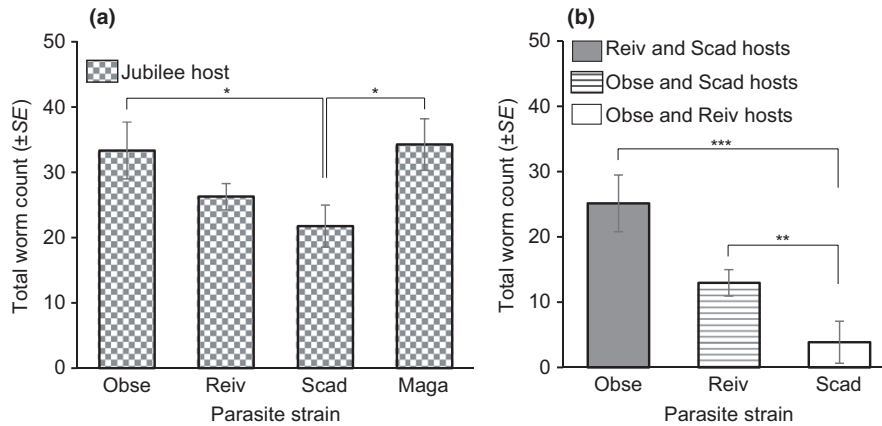 (a)
50
40
30
20
10
0
Total worm count (±SE)
Jubilee host
*
*
Obse
Reiv
Scad
Maga
Parasite strain
(b)
50
40
30
20
10
0
Total worm count (±SE)
Reiv and Scad hosts
Obse and Scad hosts
Obse and Reiv hosts
***
**
Obse
Reiv
Scad
Parasite strain